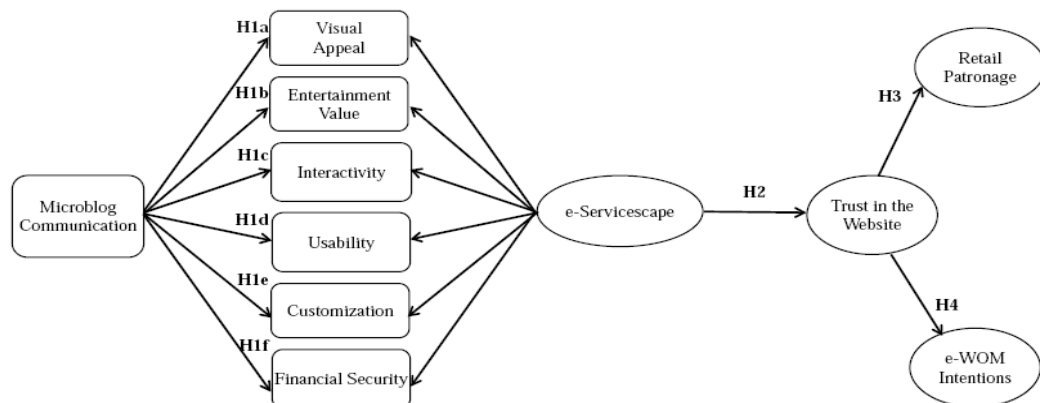 H1a
Visual
Appeal
H1b
Entertainment
Value
H1c
Interactivity
Microblog
Communication
H1d
Usability
H1e
Customization
H1f
Financial Security
e-Servicescape
H2
Trust in the
Website
H3
Retail
Patronage
H4
e-WOM
Intentions